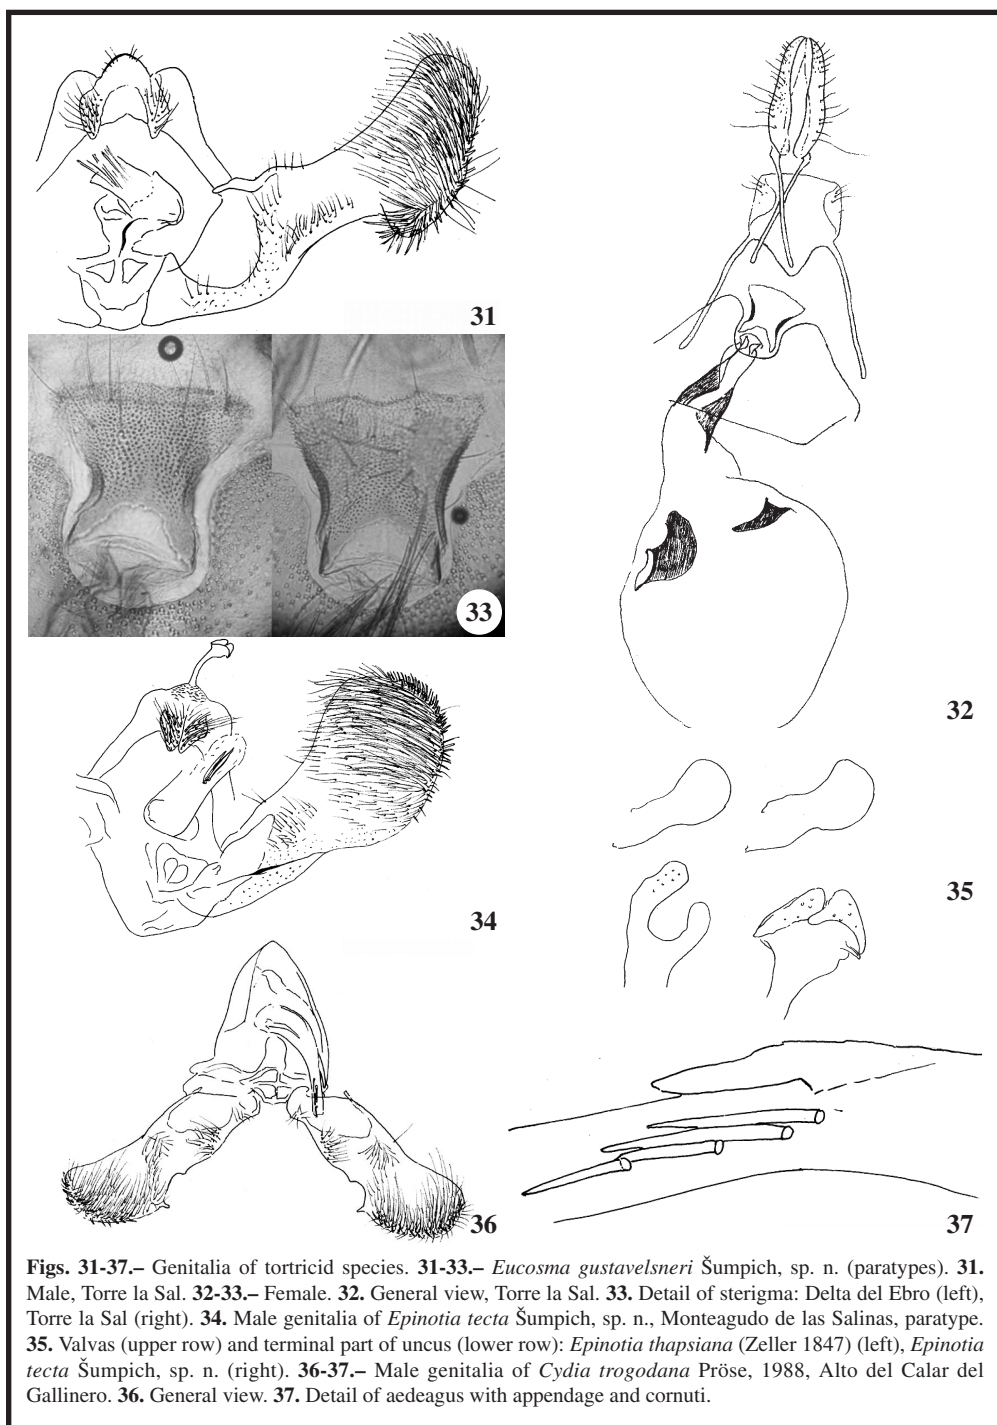 31
33
32
34
35
36
37
Figs. 31-37.– Genitalia of tortricid species. 31-33.– Eucosma gustavelsneri Šumpich, sp. n. (paratypes). 31.
Male, Torre la Sal. 32-33.– Female. 32. General view, Torre la Sal. 33. Detail of sterigma: Delta del Ebro (left),
Torre la Sal (right). 34. Male genitalia of Epinotia tecta Šumpich, sp. n., Monteagudo de las Salinas, paratype.
35. Valvas (upper row) and terminal part of uncus (lower row): Epinotia thapsiana (Zeller 1847) (left), Epinotia
tecta Šumpich, sp. n. (right). 36-37.– Male genitalia of Cydia trogodana Pröse, 1988, Alto del Calar del
Gallinero. 36. General view. 37. Detail of aedeagus with appendage and cornuti.